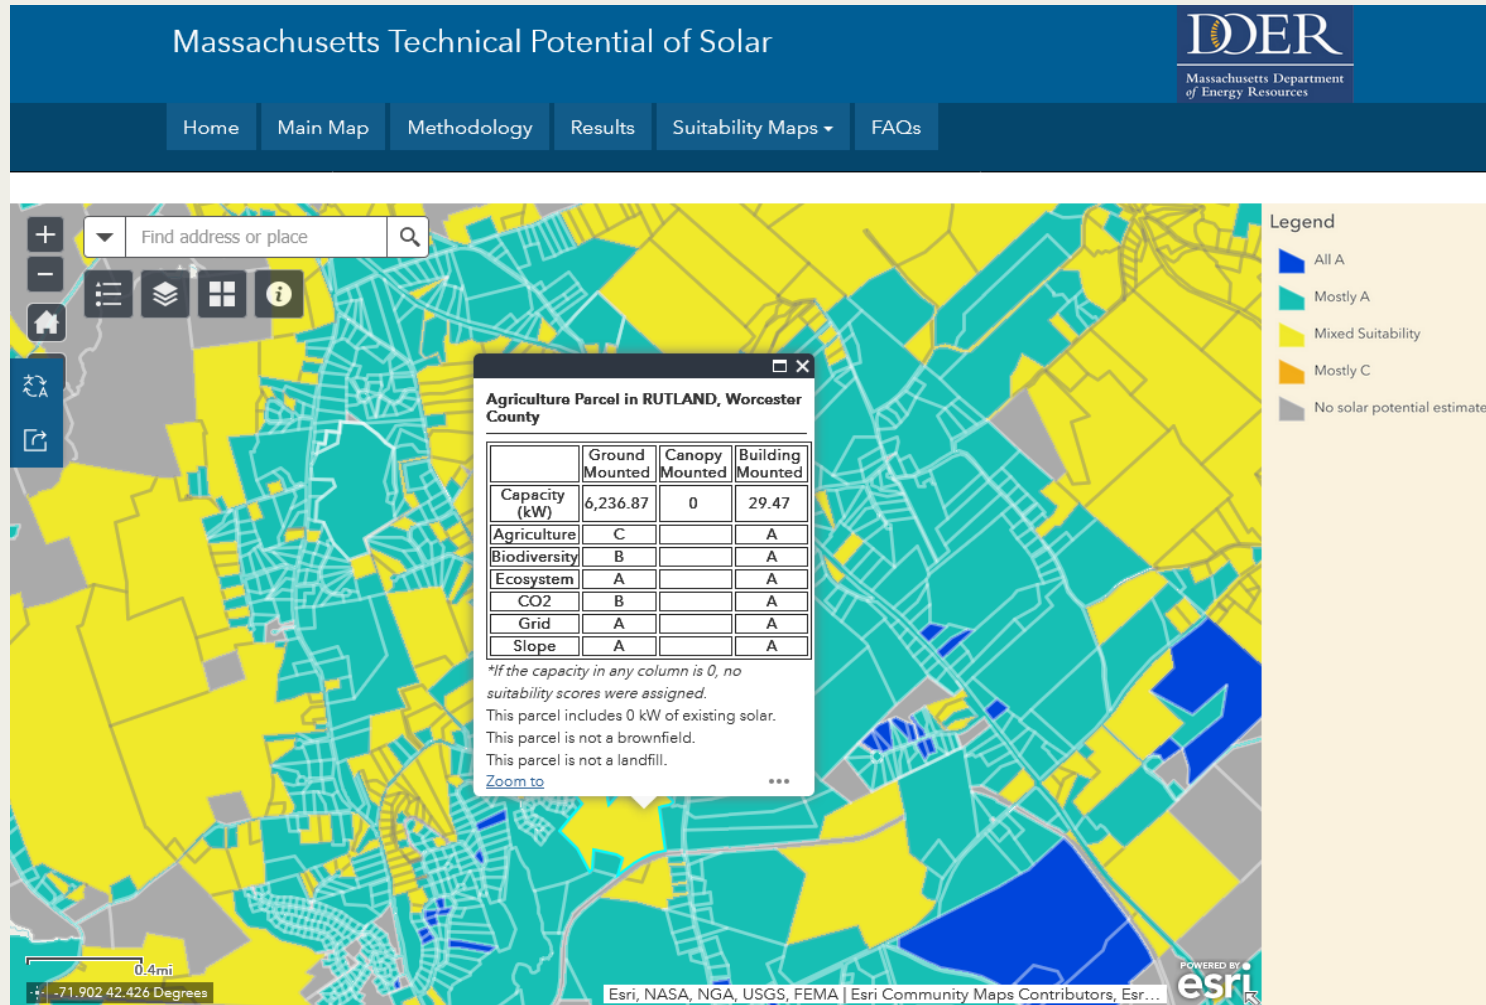 Massachusetts Technical Potential of Solar
DOER
Massachusetts Department
of Energy Resources
Home Main Map Methodology Results Suitability Maps FAQs
+
Find address or place
−
Legend
All A
Mostly A
Mixed Suitability
Mostly C
No solar potential estimate
Agriculture Parcel in RUTLAND, Worcester
County
Ground Mounted Canopy Mounted Building Mounted
Capacity (kW) 6,236.87 0 29.47
Agriculture C A
Biodiversity B A
Ecosystem A A
CO2 B A
Grid A A
Slope A A
*If the capacity in any column is 0, no
suitability scores were assigned.
This parcel includes 0 kW of existing solar.
This parcel is not a brownfield.
This parcel is not a landfill.
Zoom to •••
0.4mi
-71.902 42.426 Degrees
Esri, NASA, NGA, USGS, FEMA | Esri Community Maps Contributors, Esr...
POWERED BY
esri